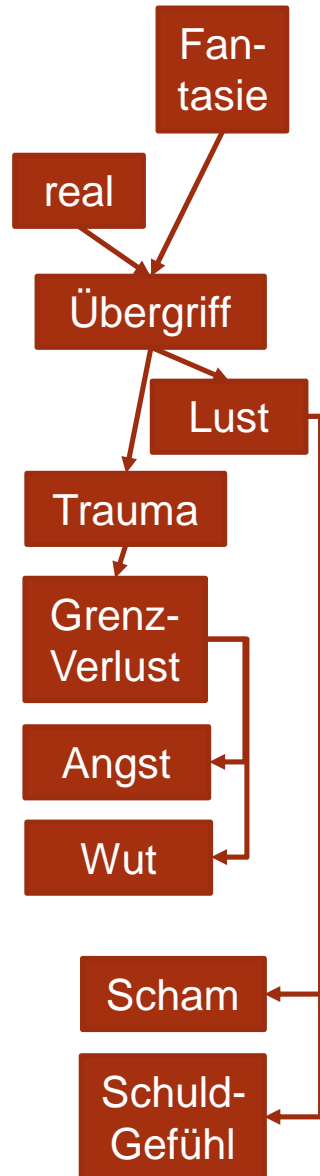 Fan-
tasie
real
Übergriff
Lust
Trauma
Grenz-
Verlust
Angst
Wut
Scham
Schuld-
Gefühl